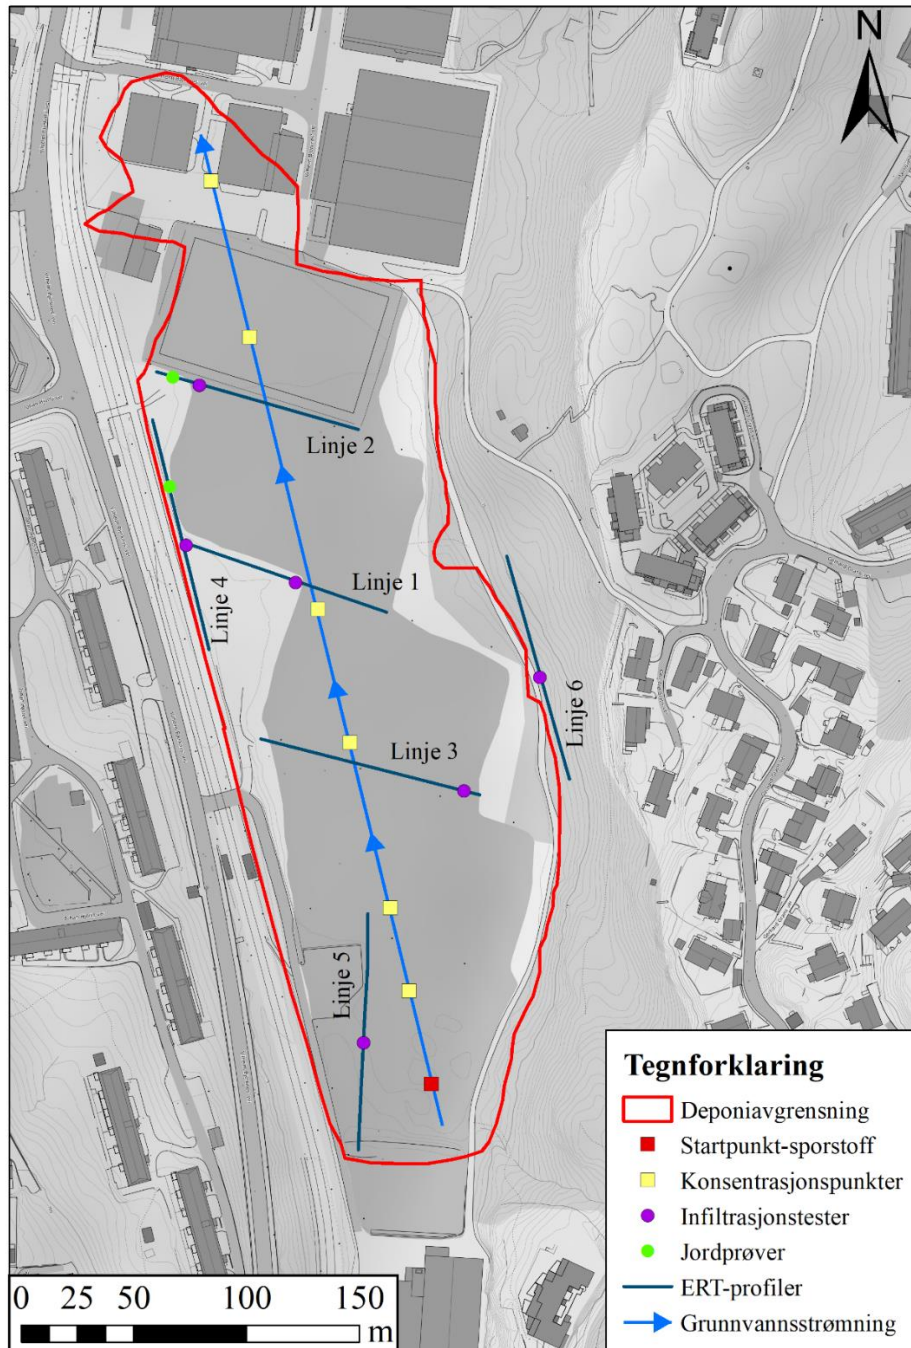 N
Linje 2
Linje 1
Linje 4
Linje 6
Linje 3
Linje 5
Tegnforklaring
Deponiavgrensning
Startpunkt-sporstoff
Konsentrasjonspunkter
Infiltrasjonstester
Jordprøver
ERT-profiler
Grunnvannsstrømning
0 25 50 100 150
m